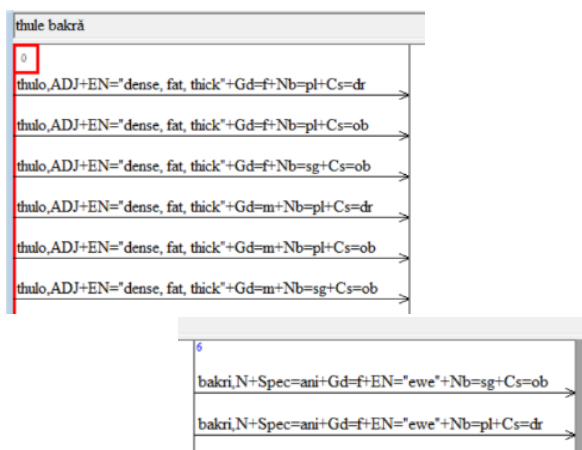 thule bakră
0
thulo,ADJ+EN="dense, fat, thick"+Gd=f+Nb=pl+Cs=dr
thulo,ADJ+EN="dense, fat, thick"+Gd=f+Nb=pl+Cs=ob
thulo,ADJ+EN="dense, fat, thick"+Gd=f+Nb=sg+Cs=ob
thulo,ADJ+EN="dense, fat, thick"+Gd=m+Nb=pl+Cs=dr
thulo,ADJ+EN="dense, fat, thick"+Gd=m+Nb=pl+Cs=ob
thulo,ADJ+EN="dense, fat, thick"+Gd=m+Nb=sg+Cs=ob
6
bakri,N+Spec=ani+Gd=f+EN="ewe"+Nb=sg+Cs=ob
bakri,N+Spec=ani+Gd=f+EN="ewe"+Nb=pl+Cs=dr